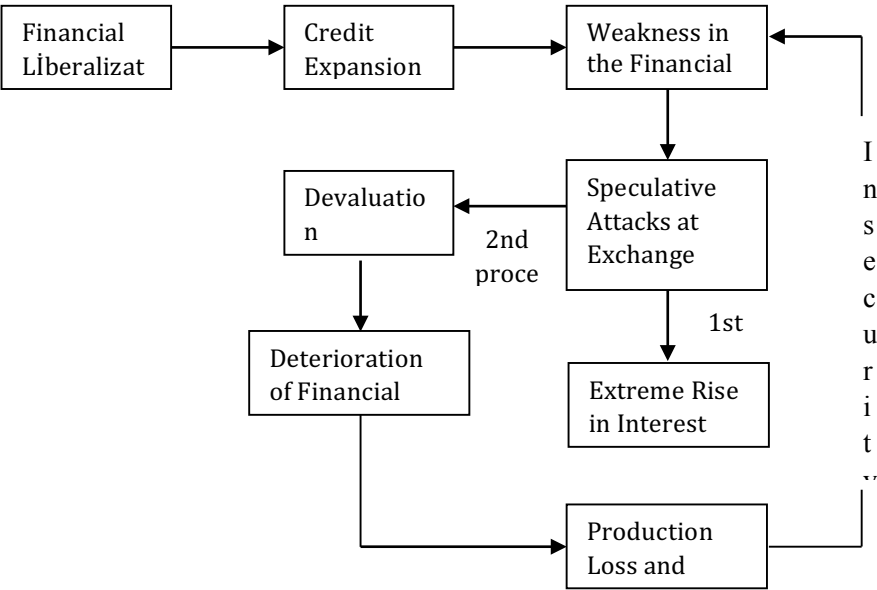 Financial
Lİberalizat
Credit
Expansion
Weakness in
the Financial
Speculative
Attacks at
Exchange
Devaluatio
n
2nd
proce
1st
Deterioration
of Financial
Extreme Rise
in Interest
Production
Loss and
I
n
s
e
c
u
r
i
t
y